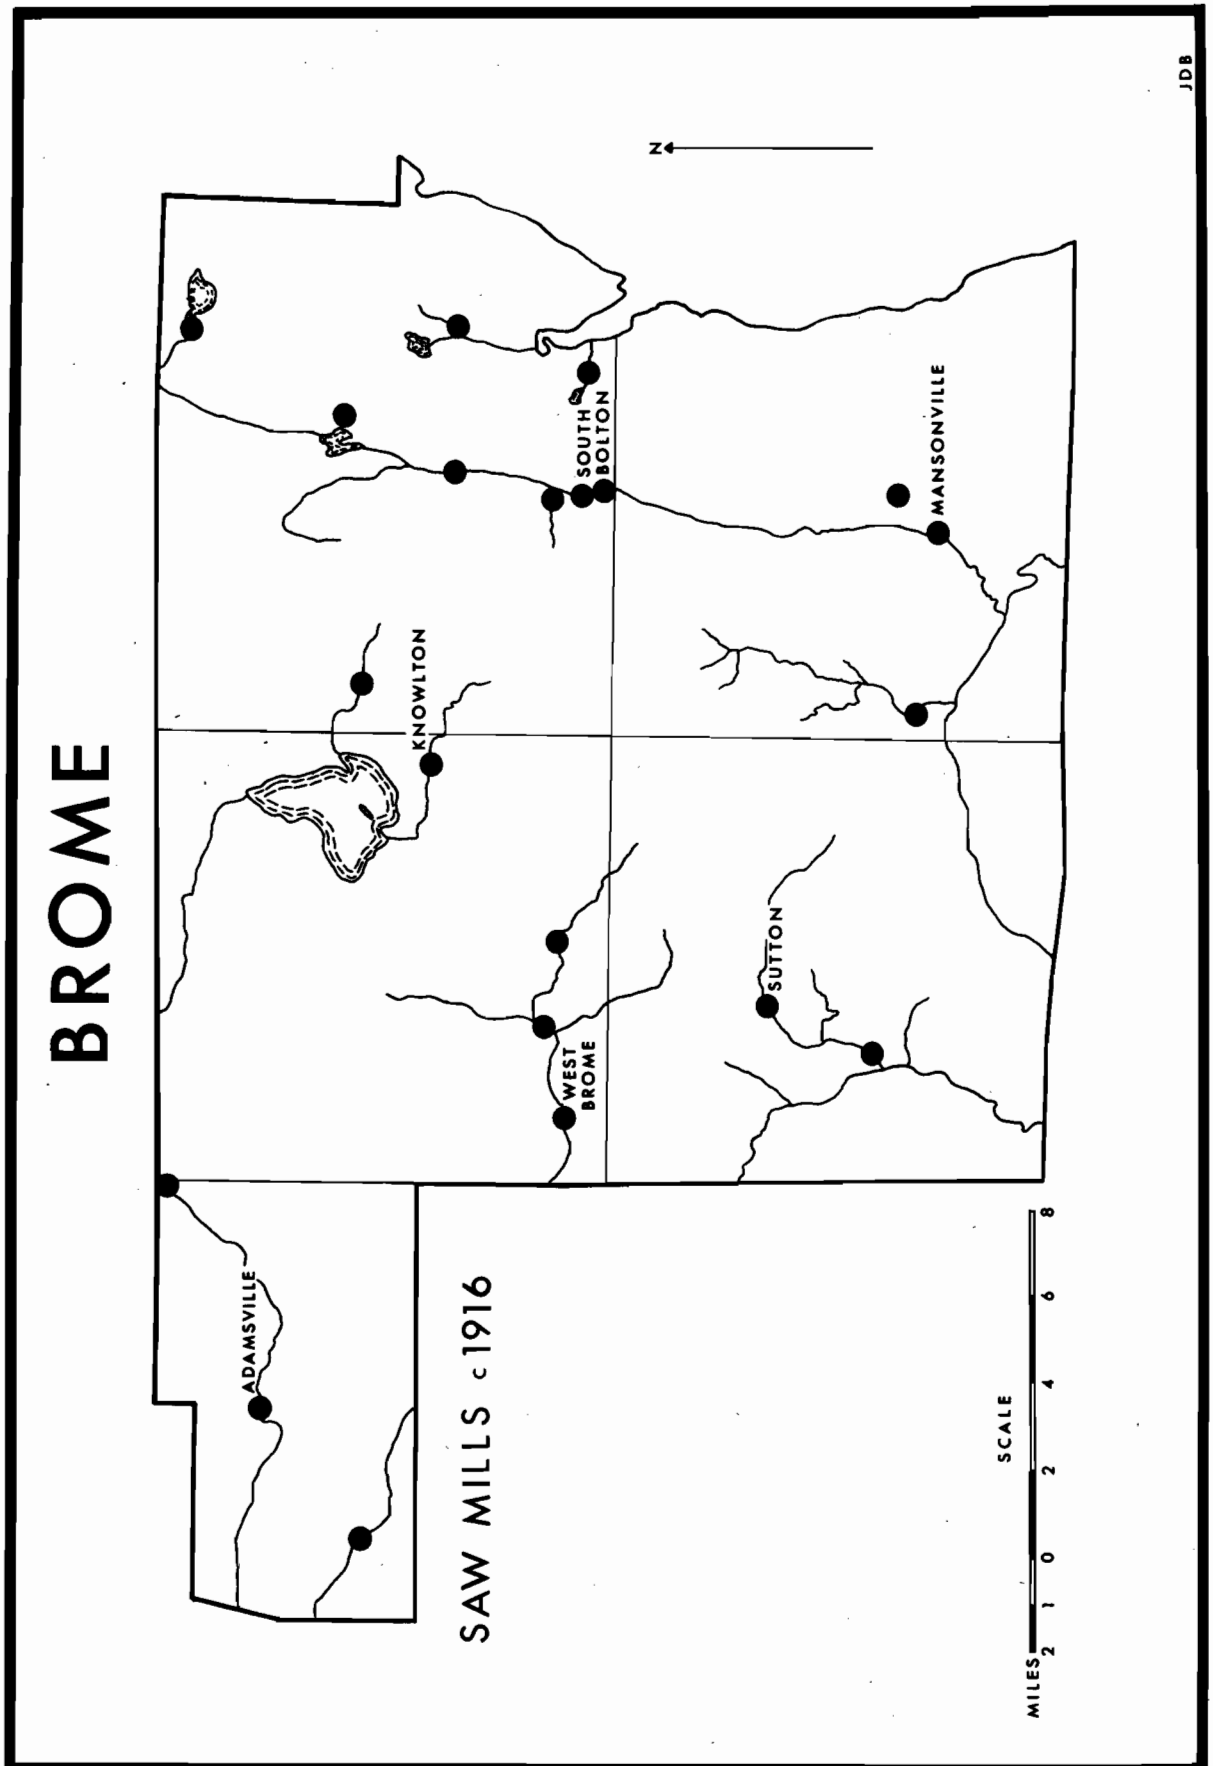 BROME
N
KNOWLTON
SOUTH
BOLTON
ADAMSVILLE
WEST
BROME
SUTTON
MANSONVILLE
SAW MILLS c 1916
SCALE
MILES
2 1 0 2 4 6 8
JDB